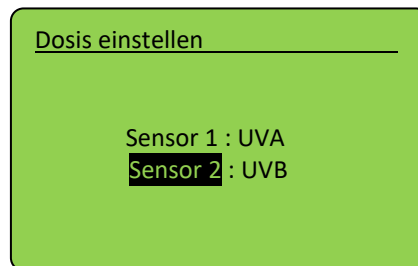 Dosis einstellen
Sensor 1 : UVA
Sensor 2 : UVB